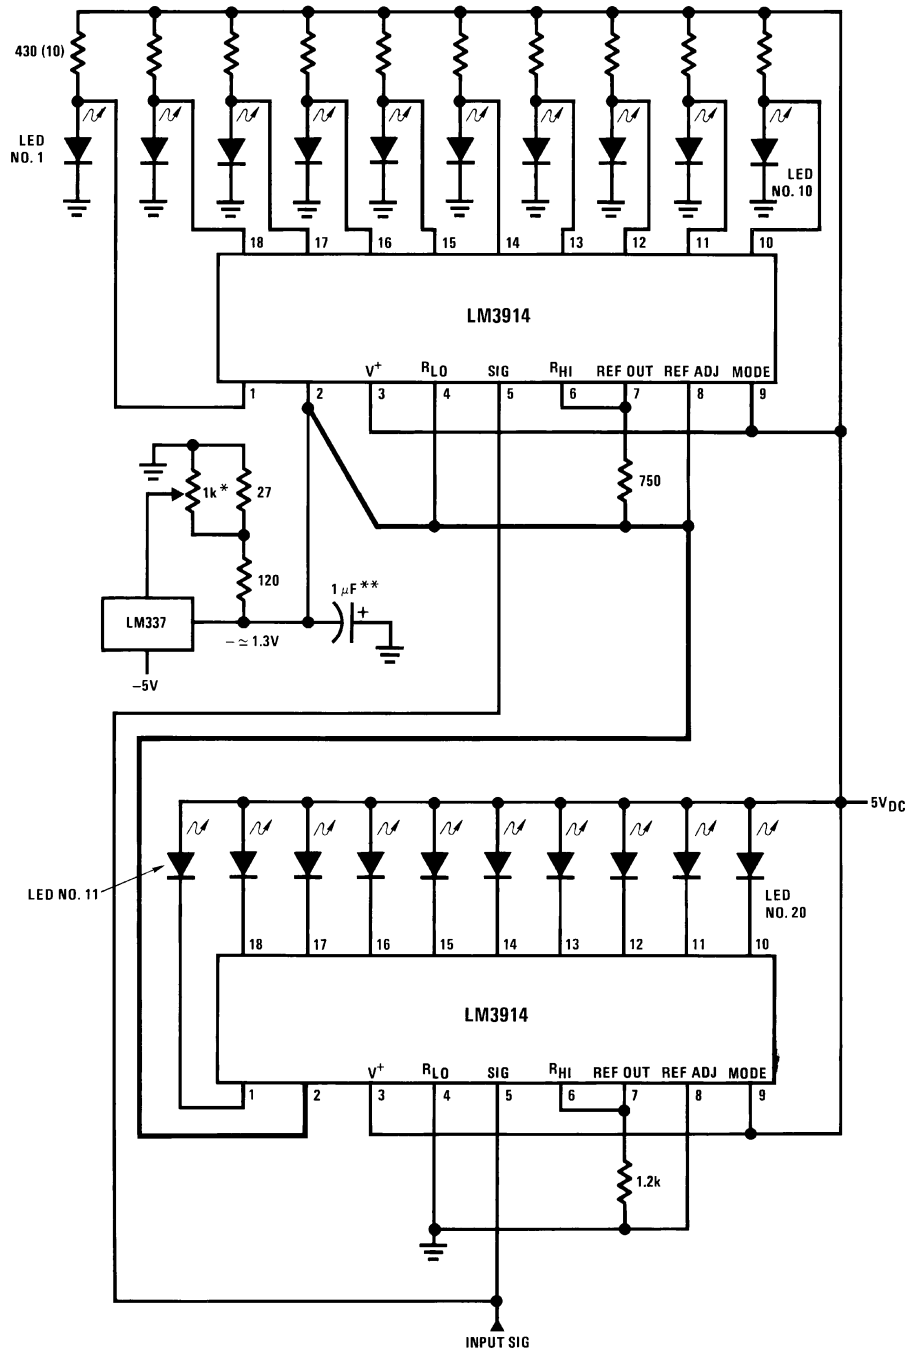 430 (10)
LED
NO. 1
LED
NO. 10
18 17 16 15 14 13 12 11 10
LM3914
V+ RLO SIG RHI REF OUT REF ADJ MODE
1 2 3 4 5 6 7 8 9
1k* 27
750
120
1 μF**
+
LM337
− ≃ 1.3V
−5V
5VDC
LED NO. 11
LED
NO. 20
18 17 16 15 14 13 12 11 10
LM3914
V+ RLO SIG RHI REF OUT REF ADJ MODE
1 2 3 4 5 6 7 8 9
1.2k
INPUT SIG